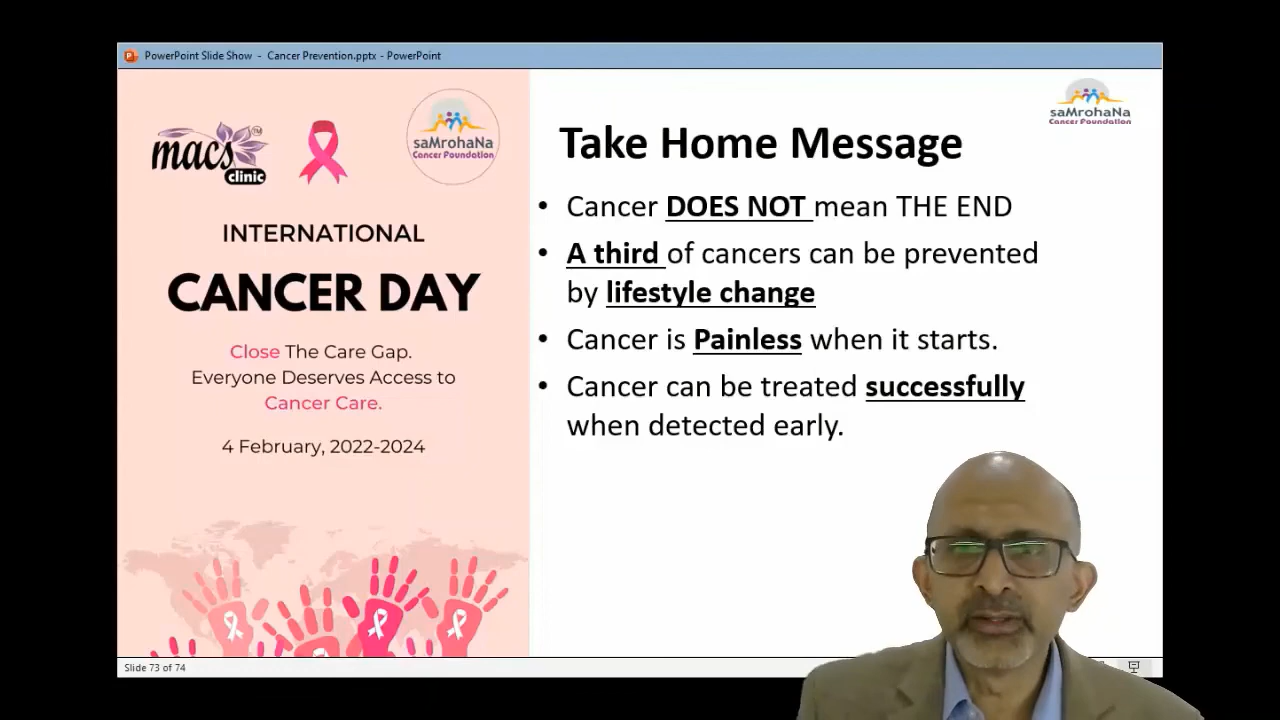 PowerPoint Slide Show - Cancer Prevention.pptx - PowerPoint
macs TM
clinic
saMrohaNa
Cancer Foundation
INTERNATIONAL
CANCER DAY
Close The Care Gap.
Everyone Deserves Access to
Cancer Care.
4 February, 2022-2024
saMrohaNa
Cancer Foundation
Take Home Message
• Cancer DOES NOT mean THE END
• A third of cancers can be prevented
by lifestyle change
• Cancer is Painless when it starts.
• Cancer can be treated successfully
when detected early.
Slide 73 of 74